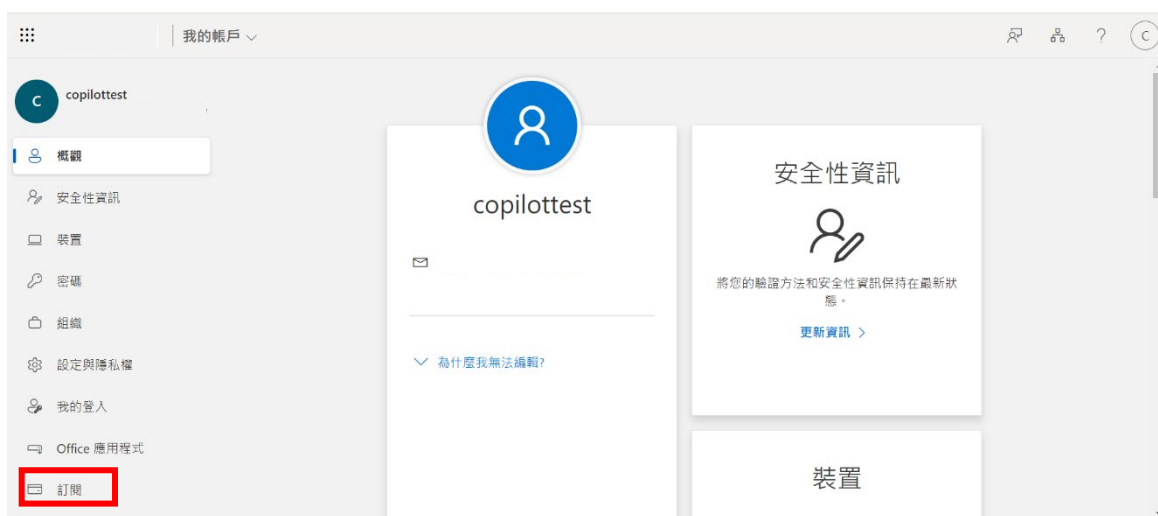 我的帳戶
?
C
C
copilottest
概觀
安全性資訊
裝置
密碼
組織
設定與隱私權
我的登入
Office 應用程式
訂閱
copilottest
為什麼我無法編輯?
安全性資訊
將您的驗證方法和安全性資訊保持在最新狀
態。
更新資訊
裝置